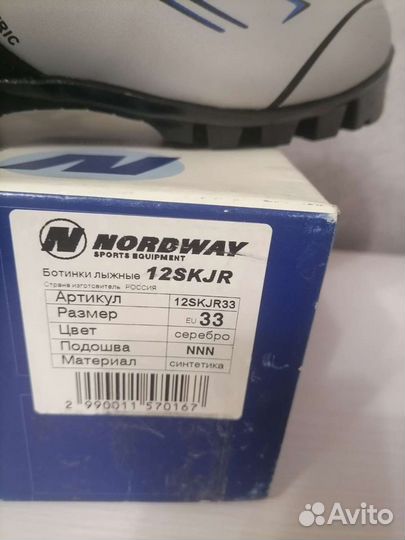 RIC
NORDWAY
SPORTS EQUIPMENT
Ботинки лыжные 12SKJR
Страна изготовитель РОССИЯ
Артикул 12SKJR33
Размер EU 33
Цвет серебро
Подошва NNN
Материал синтетика
2 990011 570167
Avito